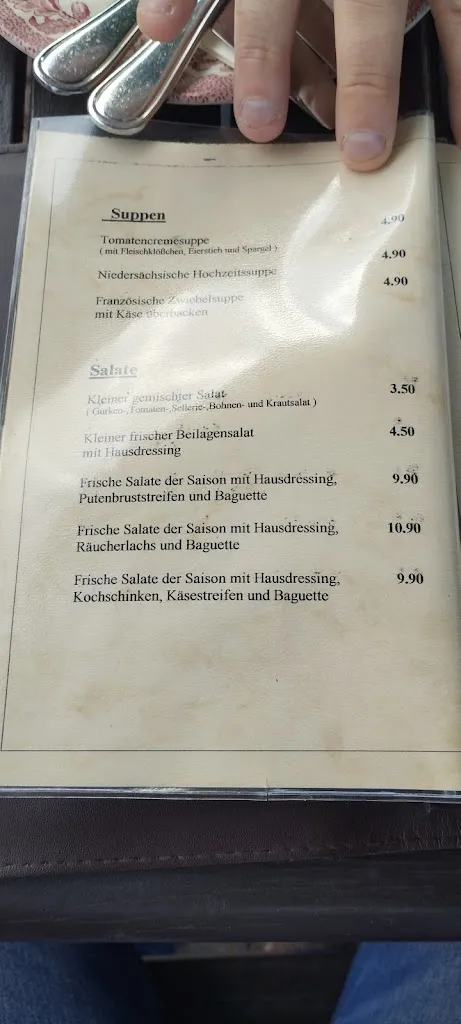 Suppen
Tomatencremesuppe 4.90
( mit Fleischklößchen, Eierstich und Spargel )
Niedersächsische Hochzeitssuppe 4.90
Französische Zwiebelsuppe 4.90
mit Käse überbacken
Salate
Kleiner gemischter Salat 3.50
( Gurken-,Tomaten-,Sellerie-,Bohnen- und Krautsalat )
Kleiner frischer Beilagensalat 4.50
mit Hausdressing
Frische Salate der Saison mit Hausdressing, 9.90
Putenbruststreifen und Baguette
Frische Salate der Saison mit Hausdressing, 10.90
Räucherlachs und Baguette
Frische Salate der Saison mit Hausdressing, 9.90
Kochschinken, Käsestreifen und Baguette